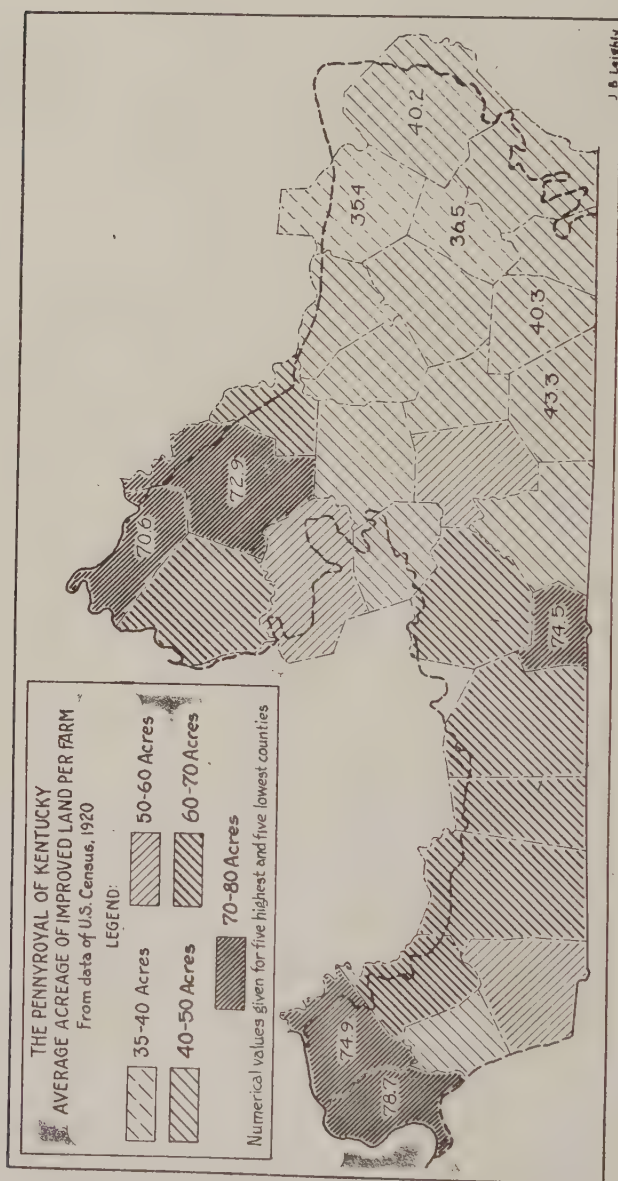 THE PENNYROYAL OF KENTUCKY
AVERAGE ACREAGE OF IMPROVED LAND PER FARM
From data of U.S. Census, 1920
LEGEND:
35-40 Acres
50-60 Acres
40-50 Acres
60-70 Acres
70-80 Acres
Numerical values given for five highest and five lowest counties
70.6
72.9
35.4
40.2
36.5
74.9
78.7
74.5
43.3
40.3
J B Leighly